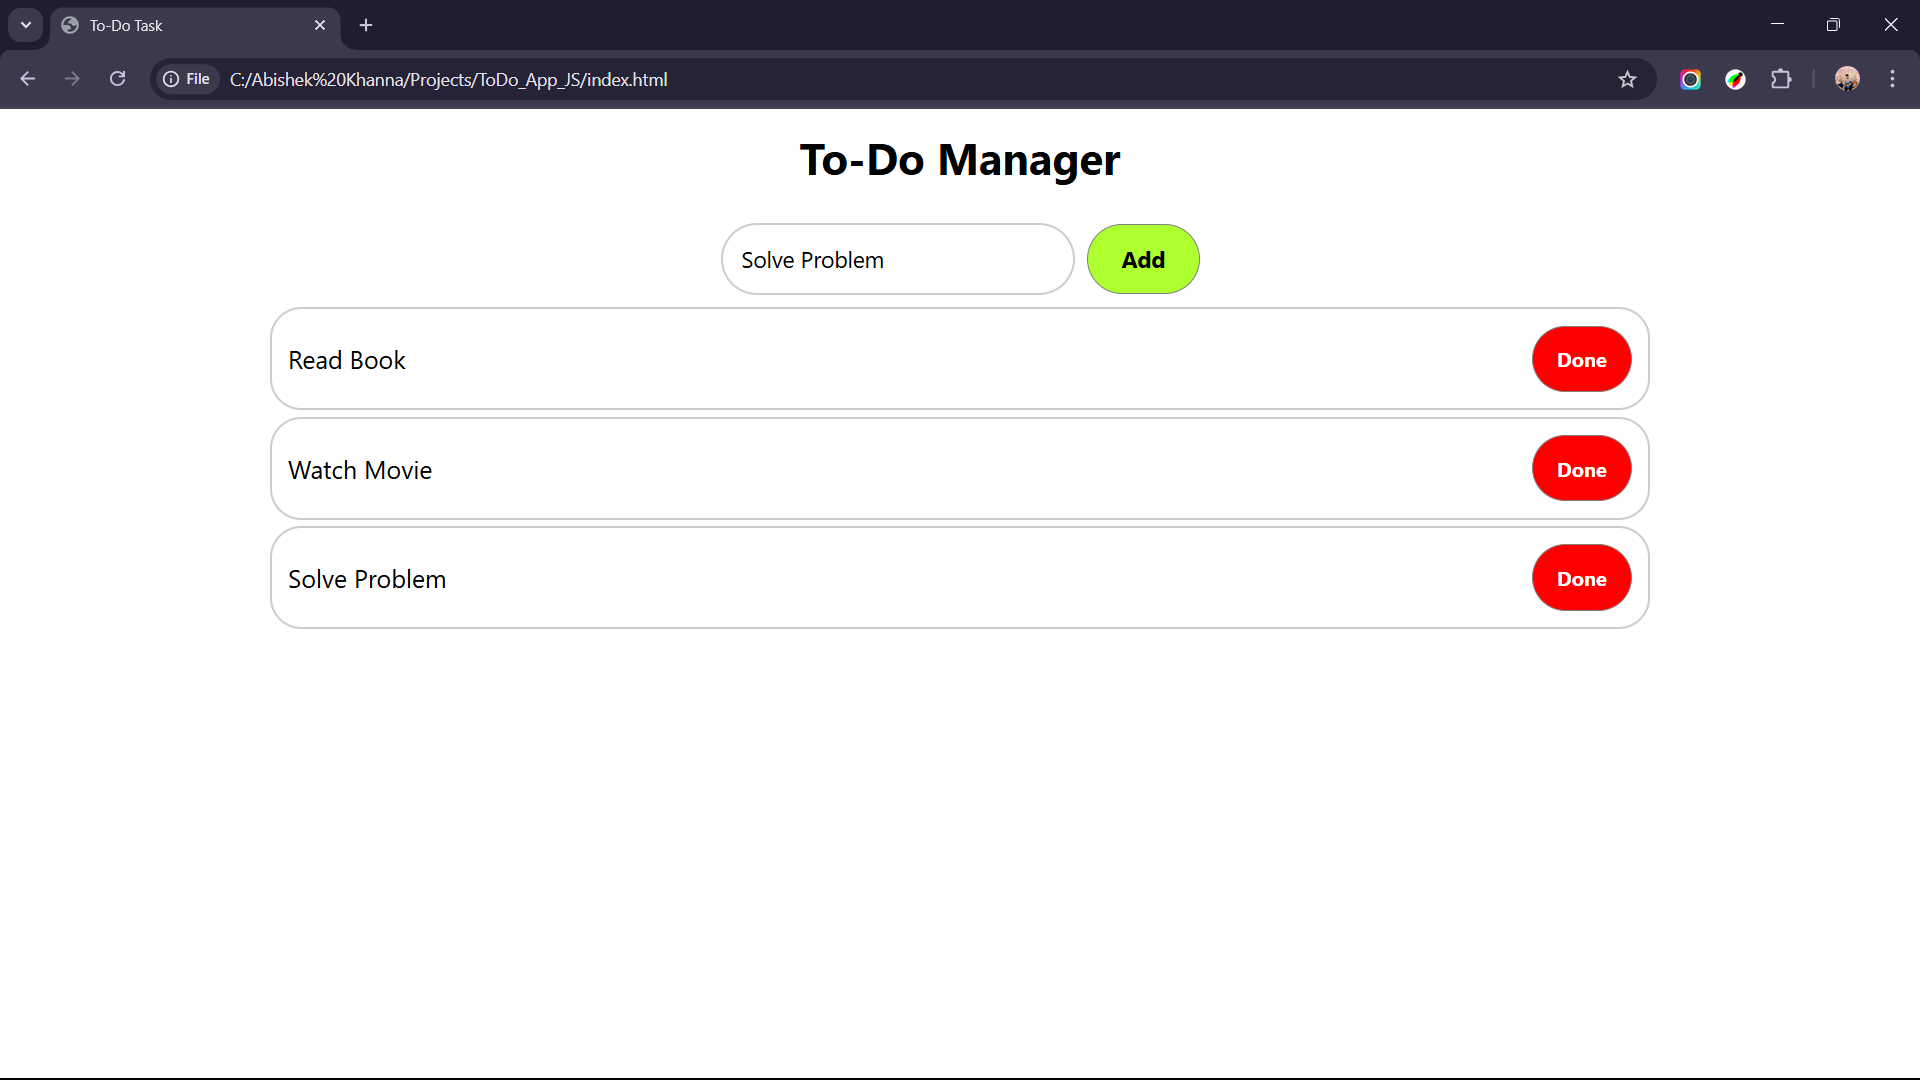 To-Do Task
File C:/Abishek%20Khanna/Projects/ToDo_App_JS/index.html
To-Do Manager
Solve Problem Add
Read Book Done
Watch Movie Done
Solve Problem Done